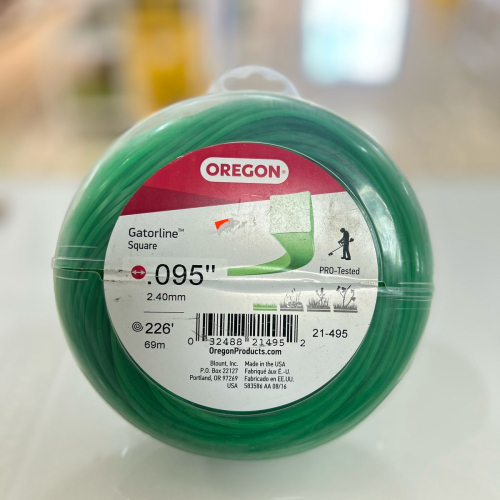 OREGON®
Gatorline™
Square
.095"
2.40mm
PRO-Tested
226'
69m
0 32488 21495 2
21-495
OregonProducts.com
Blount, Inc.
P.O. Box 22127
Portland, OR 97269
USA
Made in the USA
Fabriqué aux É.-U.
Fabricado en EE.UU.
583586 AA 08/16